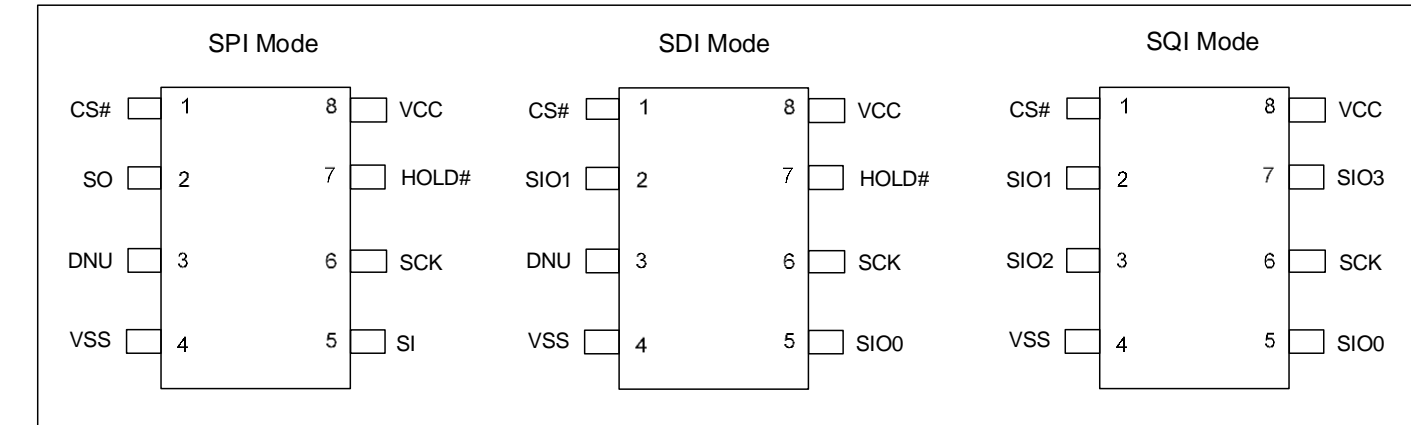 SPI Mode
CS# 1 8 VCC
SO 2 7 HOLD#
DNU 3 6 SCK
VSS 4 5 SI
SDI Mode
CS# 1 8 VCC
SIO1 2 7 HOLD#
DNU 3 6 SCK
VSS 4 5 SIO0
SQI Mode
CS# 1 8 VCC
SIO1 2 7 SIO3
SIO2 3 6 SCK
VSS 4 5 SIO0